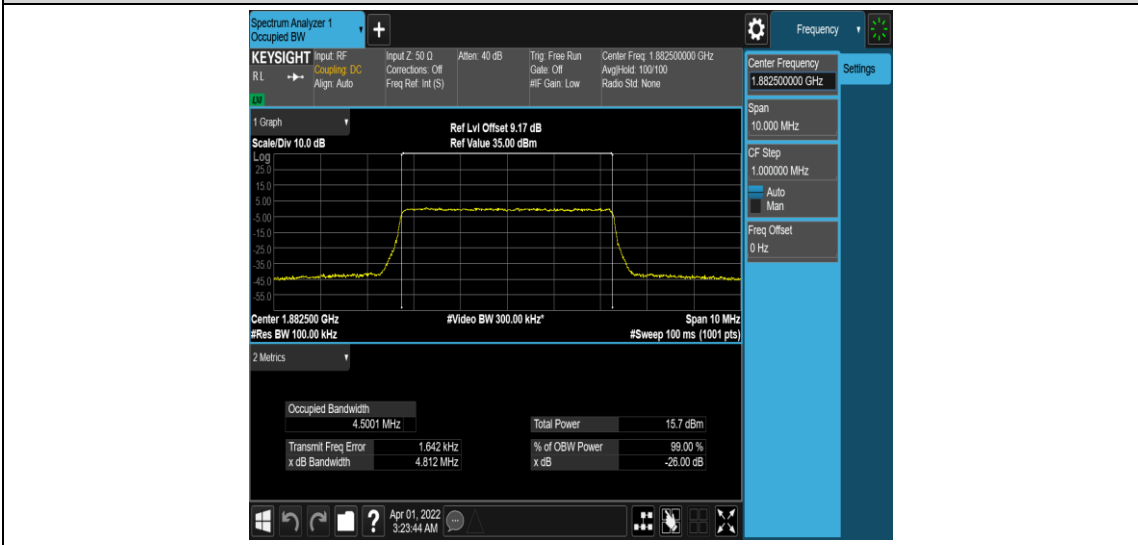 Spectrum Analyzer 1
Occupied BW
+
Frequency
KEYSIGHT
RL
LNI
Input: RF
Coupling: DC
Align: Auto
Input Z: 50 Ω
Corrections: Off
Freq Ref: Int (S)
Atten: 40 dB
Trig: Free Run
Gate: Off
#IF Gain: Low
Center Freq: 1.882500000 GHz
Avg|Hold: 100/100
Radio Std: None
Center Frequency
1.882500000 GHz
Settings
Span
10.000 MHz
CF Step
1.000000 MHz
Auto
Man
Freq Offset
0 Hz
1 Graph
Scale/Div 10.0 dB
Ref Lvl Offset 9.17 dB
Ref Value 35.00 dBm
Log
25.0
15.0
5.00
-5.00
-15.0
-25.0
-35.0
-45.0
-55.0
Center 1.882500 GHz
#Video BW 300.00 kHz*
Span 10 MHz
#Res BW 100.00 kHz
#Sweep 100 ms (1001 pts)
2 Metrics
Occupied Bandwidth
4.5001 MHz
Total Power 15.7 dBm
Transmit Freq Error 1.642 kHz
% of OBW Power 99.00 %
x dB Bandwidth 4.812 MHz
x dB -26.00 dB
?
Apr 01, 2022
3:23:44 AM